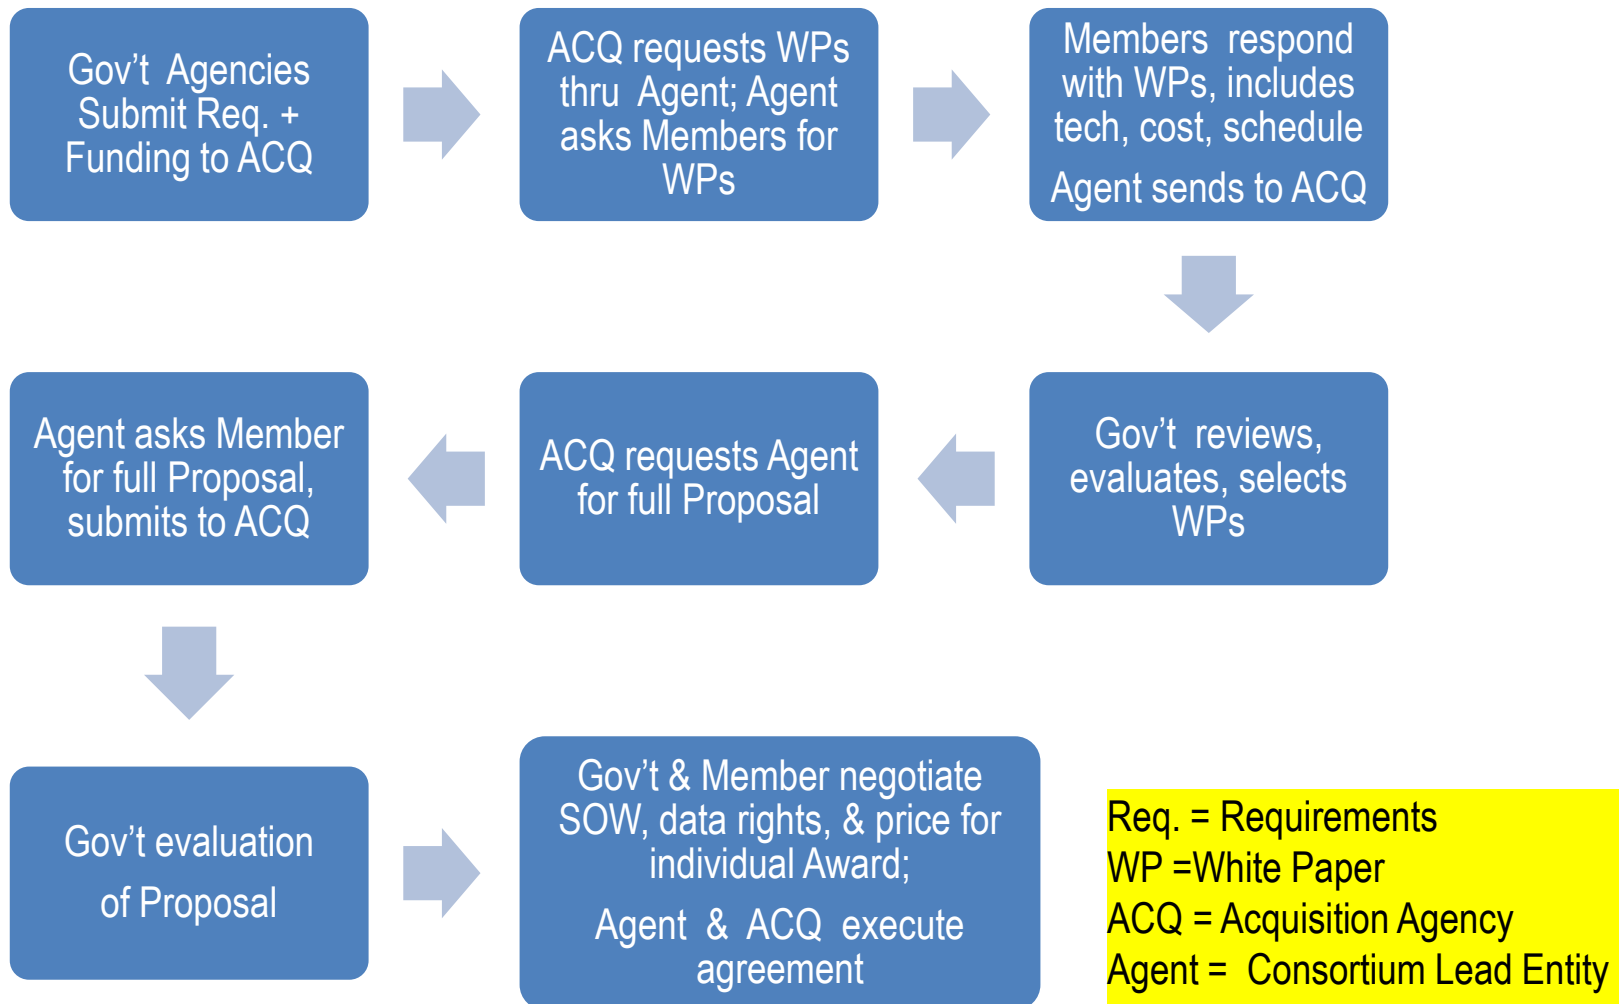 Gov’t Agencies
Submit Req. +
Funding to ACQ
ACQ requests WPs
thru Agent; Agent
asks Members for
WPs
Members respond
with WPs, includes
tech, cost, schedule
Agent sends to ACQ
Gov’t reviews,
evaluates, selects
WPs
ACQ requests Agent
for full Proposal
Agent asks Member
for full Proposal,
submits to ACQ
Gov’t evaluation
of Proposal
Gov’t & Member negotiate
SOW, data rights, & price for
individual Award;
Agent & ACQ execute
agreement
Req. = Requirements
WP =White Paper
ACQ = Acquisition Agency
Agent = Consortium Lead Entity